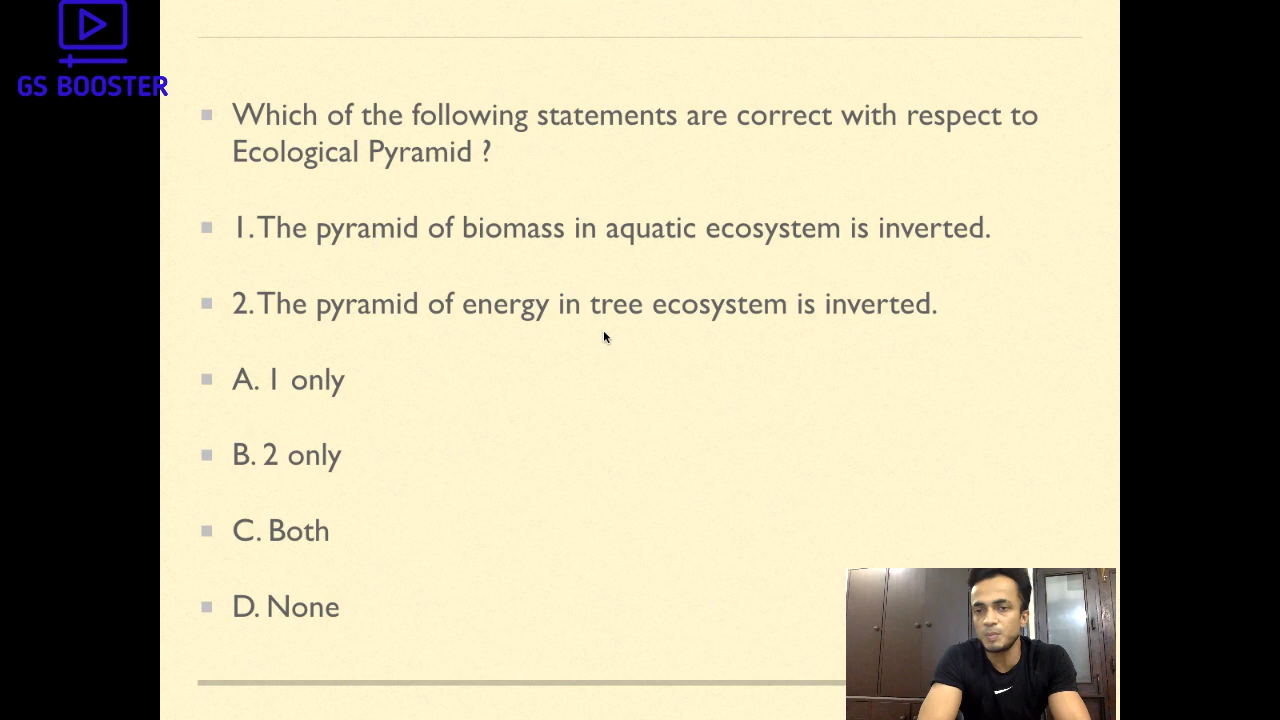 GS BOOSTER
Which of the following statements are correct with respect to
Ecological Pyramid ?
1. The pyramid of biomass in aquatic ecosystem is inverted.
2. The pyramid of energy in tree ecosystem is inverted.
A. 1 only
B. 2 only
C. Both
D. None